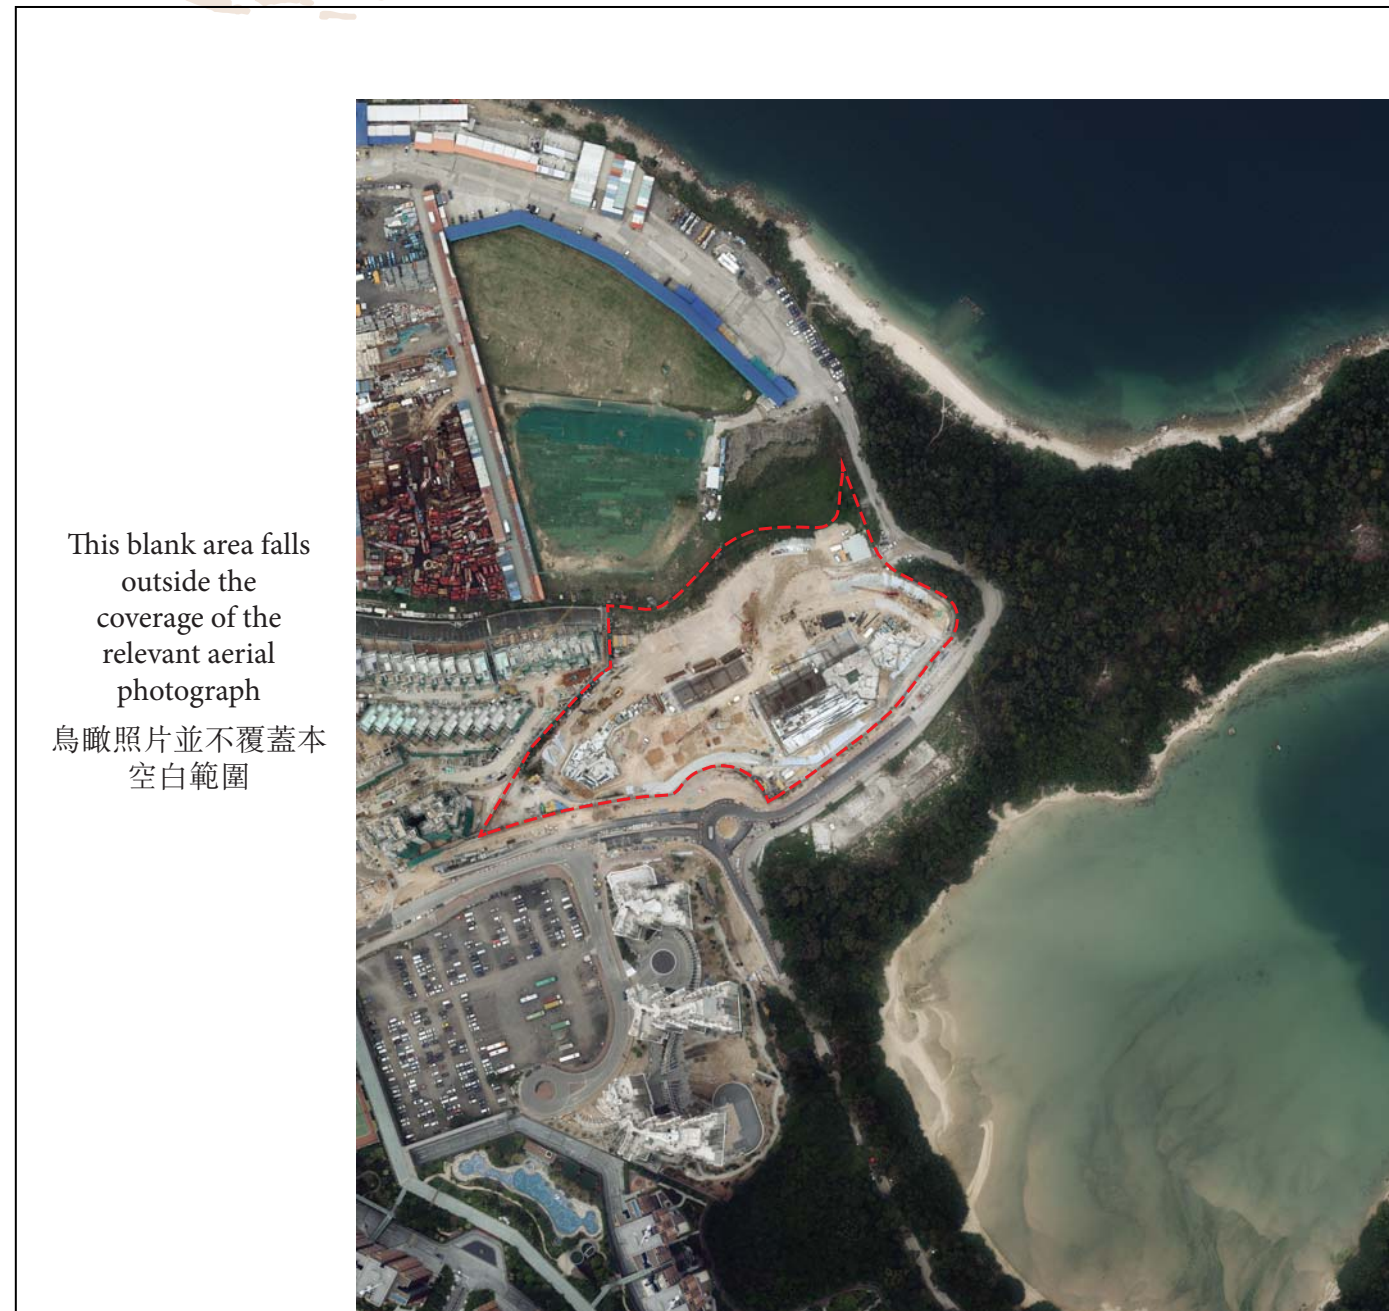 This blank area falls
outside the
coverage of the
relevant aerial
photograph
鳥瞰照片並不覆蓋本
空白範圍